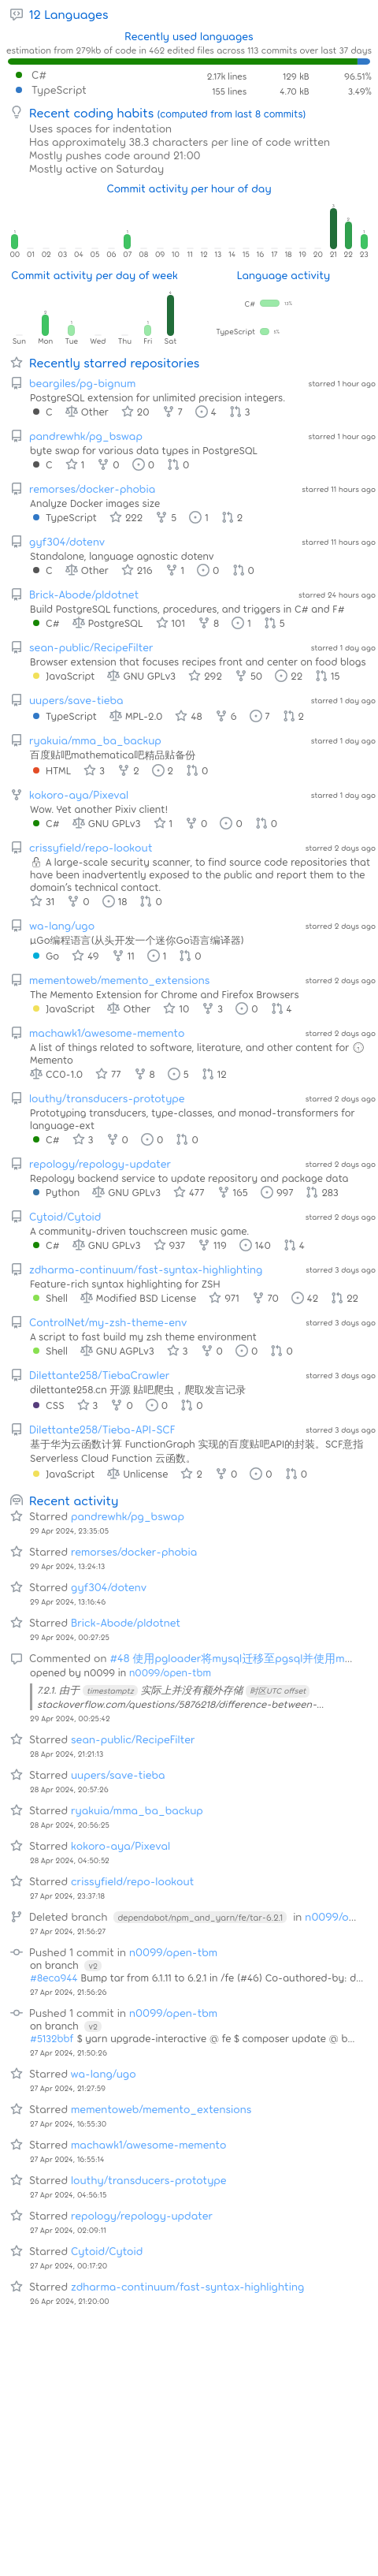 12 Languages
Recently used languages
estimation from 279kb of code in 462 edited files across 113 commits over last 37 days
C# 2.17k lines 129 kB 96.51%
TypeScript 155 lines 4.70 kB 3.49%
Recent coding habits (computed from last 8 commits)
Uses spaces for indentation
Has approximately 38.3 characters per line of code written
Mostly pushes code around 21:00
Mostly active on Saturday
Commit activity per hour of day
00 01 02 03 04 05 06 07 08 09 10 11 12 13 14 15 16 17 18 19 20 21 22 23
Commit activity per day of week
Sun Mon Tue Wed Thu Fri Sat
Language activity
C#
TypeScript
Recently starred repositories
beargiles/pg-bignum starred 1 hour ago
PostgreSQL extension for unlimited precision integers.
C Other 20 7 4 3
pandrewhk/pg_bswap starred 1 hour ago
byte swap for various data types in PostgreSQL
C 1 0 0 0
remorses/docker-phobia starred 11 hours ago
Analyze Docker images size
TypeScript 222 5 1 2
gyf304/dotenv starred 11 hours ago
Standalone, language agnostic dotenv
C Other 216 1 0 0
Brick-Abode/pldotnet starred 24 hours ago
Build PostgreSQL functions, procedures, and triggers in C# and F#
C# PostgreSQL 101 8 1 5
sean-public/RecipeFilter starred 1 day ago
Browser extension that focuses recipes front and center on food blogs
JavaScript GNU GPLv3 292 50 22 15
uupers/save-tieba starred 1 day ago
TypeScript MPL-2.0 48 6 7 2
ryakuia/mma_ba_backup starred 1 day ago
百度贴吧mathematica吧精品贴备份
HTML 3 2 2 0
kokoro-aya/Pixeval starred 1 day ago
Wow. Yet another Pixiv client!
C# GNU GPLv3 1 0 0 0
crissyfield/repo-lookout starred 2 days ago
🔓 A large-scale security scanner, to find source code repositories that
have been inadvertently exposed to the public and report them to the
domain's technical contact.
31 0 18 0
wa-lang/ugo starred 2 days ago
µGo编程语言(从头开发一个迷你Go语言编译器)
Go 49 11 1 0
mementoweb/memento_extensions starred 2 days ago
The Memento Extension for Chrome and Firefox Browsers
JavaScript Other 10 3 0 4
machawk1/awesome-memento starred 2 days ago
A list of things related to software, literature, and other content for
Memento
CC0-1.0 77 8 5 12
louthy/transducers-prototype starred 2 days ago
Prototyping transducers, type-classes, and monad-transformers for
language-ext
C# 3 0 0 0
repology/repology-updater starred 2 days ago
Repology backend service to update repository and package data
Python GNU GPLv3 477 165 997 283
Cytoid/Cytoid starred 2 days ago
A community-driven touchscreen music game.
C# GNU GPLv3 937 119 140 4
zdharma-continuum/fast-syntax-highlighting starred 3 days ago
Feature-rich syntax highlighting for ZSH
Shell Modified BSD License 971 70 42 22
ControlNet/my-zsh-theme-env starred 3 days ago
A script to fast build my zsh theme environment
Shell GNU AGPLv3 3 0 0 0
Dilettante258/TiebaCrawler starred 3 days ago
dilettante258.cn 开源 贴吧爬虫，爬取发言记录
CSS 3 0 0 0
Dilettante258/Tieba-API-SCF starred 3 days ago
基于华为云函数计算 FunctionGraph 实现的百度贴吧API的封装。SCF意指
Serverless Cloud Function 云函数。
JavaScript Unlicense 2 0 0 0
Recent activity
Starred pandrewhk/pg_bswap
29 Apr 2024, 23:35:05
Starred remorses/docker-phobia
29 Apr 2024, 13:24:13
Starred gyf304/dotenv
29 Apr 2024, 13:16:46
Starred Brick-Abode/pldotnet
29 Apr 2024, 00:27:25
Commented on #48 使用pgloader将mysql迁移至pgsql并使用m…
opened by n0099 in n0099/open-tbm
7.2.1. 由于 timestamptz 实际上并没有额外存储 时区UTC offset
stackoverflow.com/questions/5876218/difference-between-…
29 Apr 2024, 00:25:42
Starred sean-public/RecipeFilter
28 Apr 2024, 21:21:13
Starred uupers/save-tieba
28 Apr 2024, 20:57:26
Starred ryakuia/mma_ba_backup
28 Apr 2024, 20:56:25
Starred kokoro-aya/Pixeval
28 Apr 2024, 04:50:52
Starred crissyfield/repo-lookout
27 Apr 2024, 23:37:18
Deleted branch dependabot/npm_and_yarn/fe/tar-6.2.1 in n0099/o…
27 Apr 2024, 21:56:27
Pushed 1 commit in n0099/open-tbm
on branch v2
#8eca944 Bump tar from 6.1.11 to 6.2.1 in /fe (#46) Co-authored-by: d…
27 Apr 2024, 21:56:26
Pushed 1 commit in n0099/open-tbm
on branch v2
#5132bbf $ yarn upgrade-interactive @ fe $ composer update @ b…
27 Apr 2024, 21:50:26
Starred wa-lang/ugo
27 Apr 2024, 21:27:59
Starred mementoweb/memento_extensions
27 Apr 2024, 16:55:30
Starred machawk1/awesome-memento
27 Apr 2024, 16:55:14
Starred louthy/transducers-prototype
27 Apr 2024, 04:56:15
Starred repology/repology-updater
27 Apr 2024, 02:09:11
Starred Cytoid/Cytoid
27 Apr 2024, 00:17:20
Starred zdharma-continuum/fast-syntax-highlighting
26 Apr 2024, 21:20:00